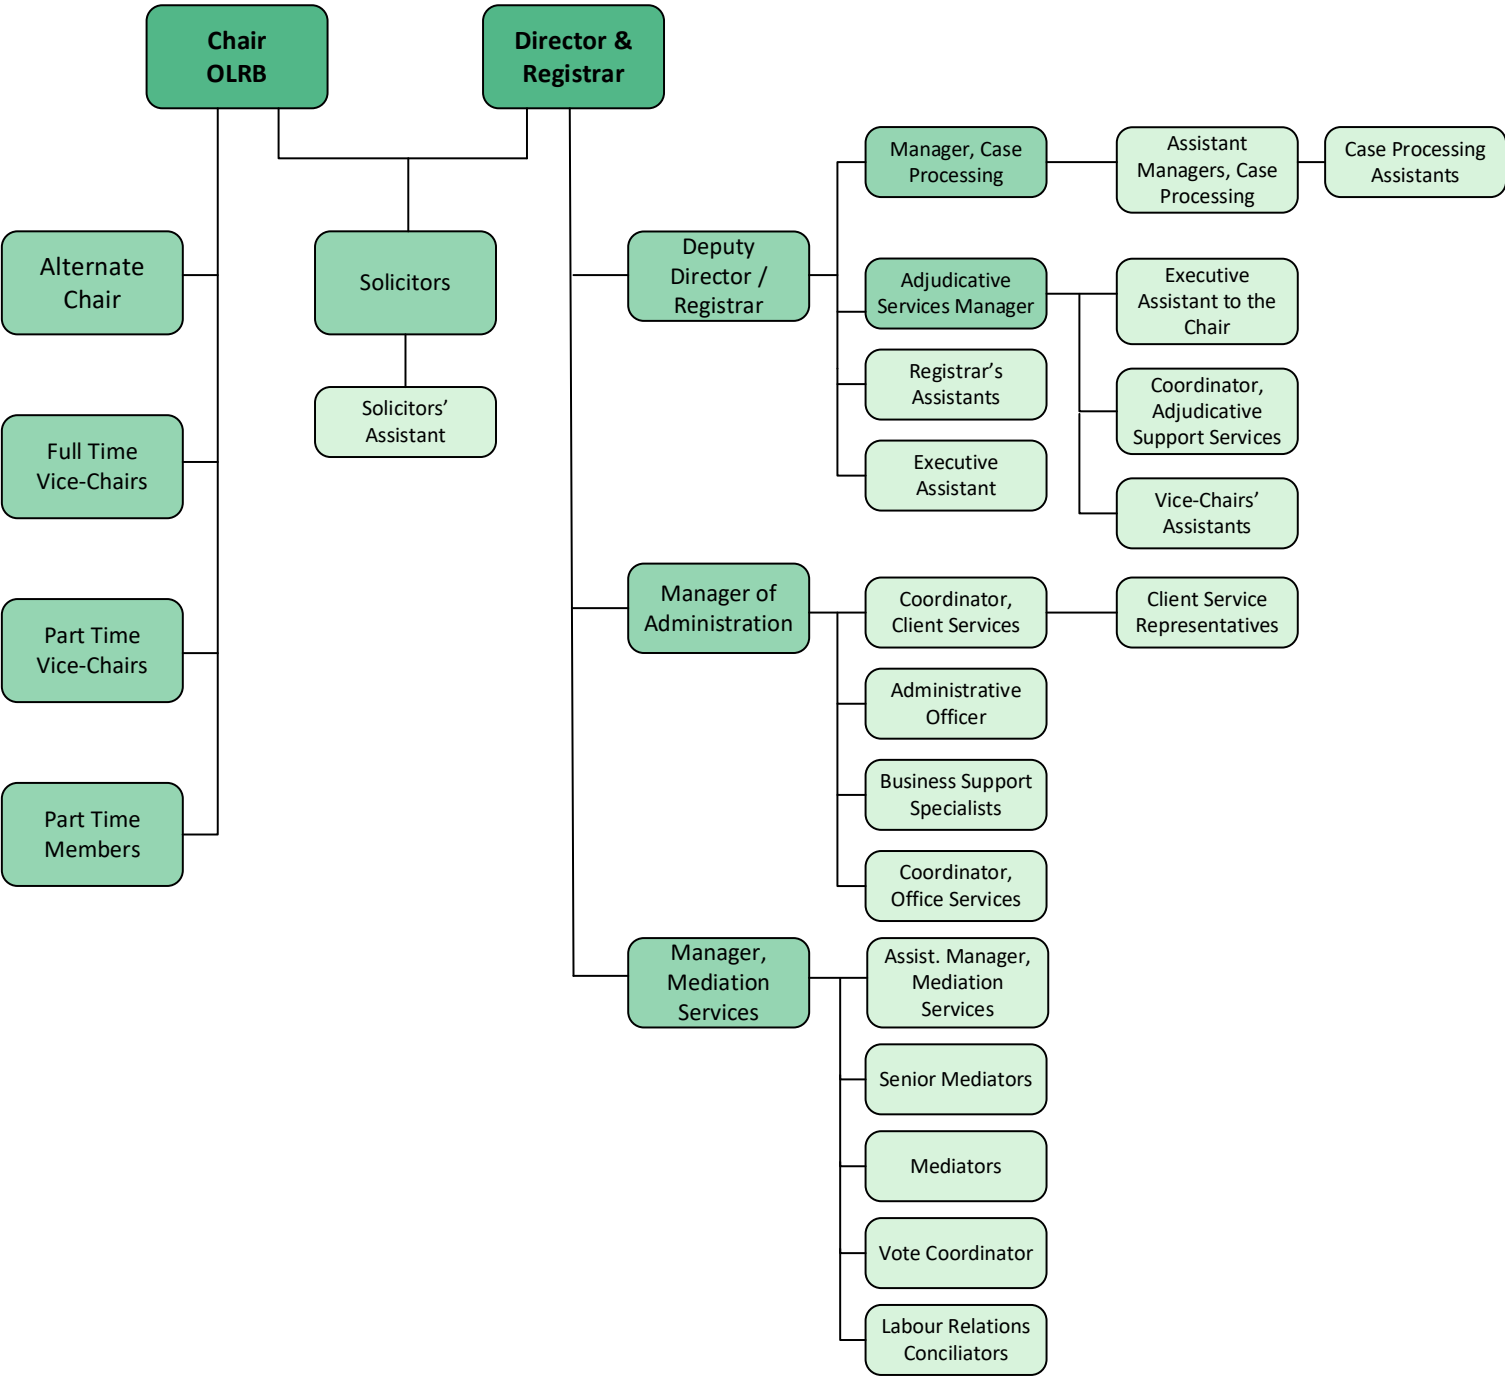 Chair
OLRB
Director &
Registrar
Alternate
Chair
Full Time
Vice-Chairs
Part Time
Vice-Chairs
Part Time
Members
Solicitors
Solicitors’
Assistant
Deputy
Director /
Registrar
Manager, Case
Processing
Assistant
Managers, Case
Processing
Case Processing
Assistants
Adjudicative
Services Manager
Executive
Assistant to the
Chair
Coordinator,
Adjudicative
Support Services
Vice-Chairs’
Assistants
Registrar’s
Assistants
Executive
Assistant
Manager of
Administration
Coordinator,
Client Services
Client Service
Representatives
Administrative
Officer
Business Support
Specialists
Coordinator,
Office Services
Manager,
Mediation
Services
Assist. Manager,
Mediation
Services
Senior Mediators
Mediators
Vote Coordinator
Labour Relations
Conciliators